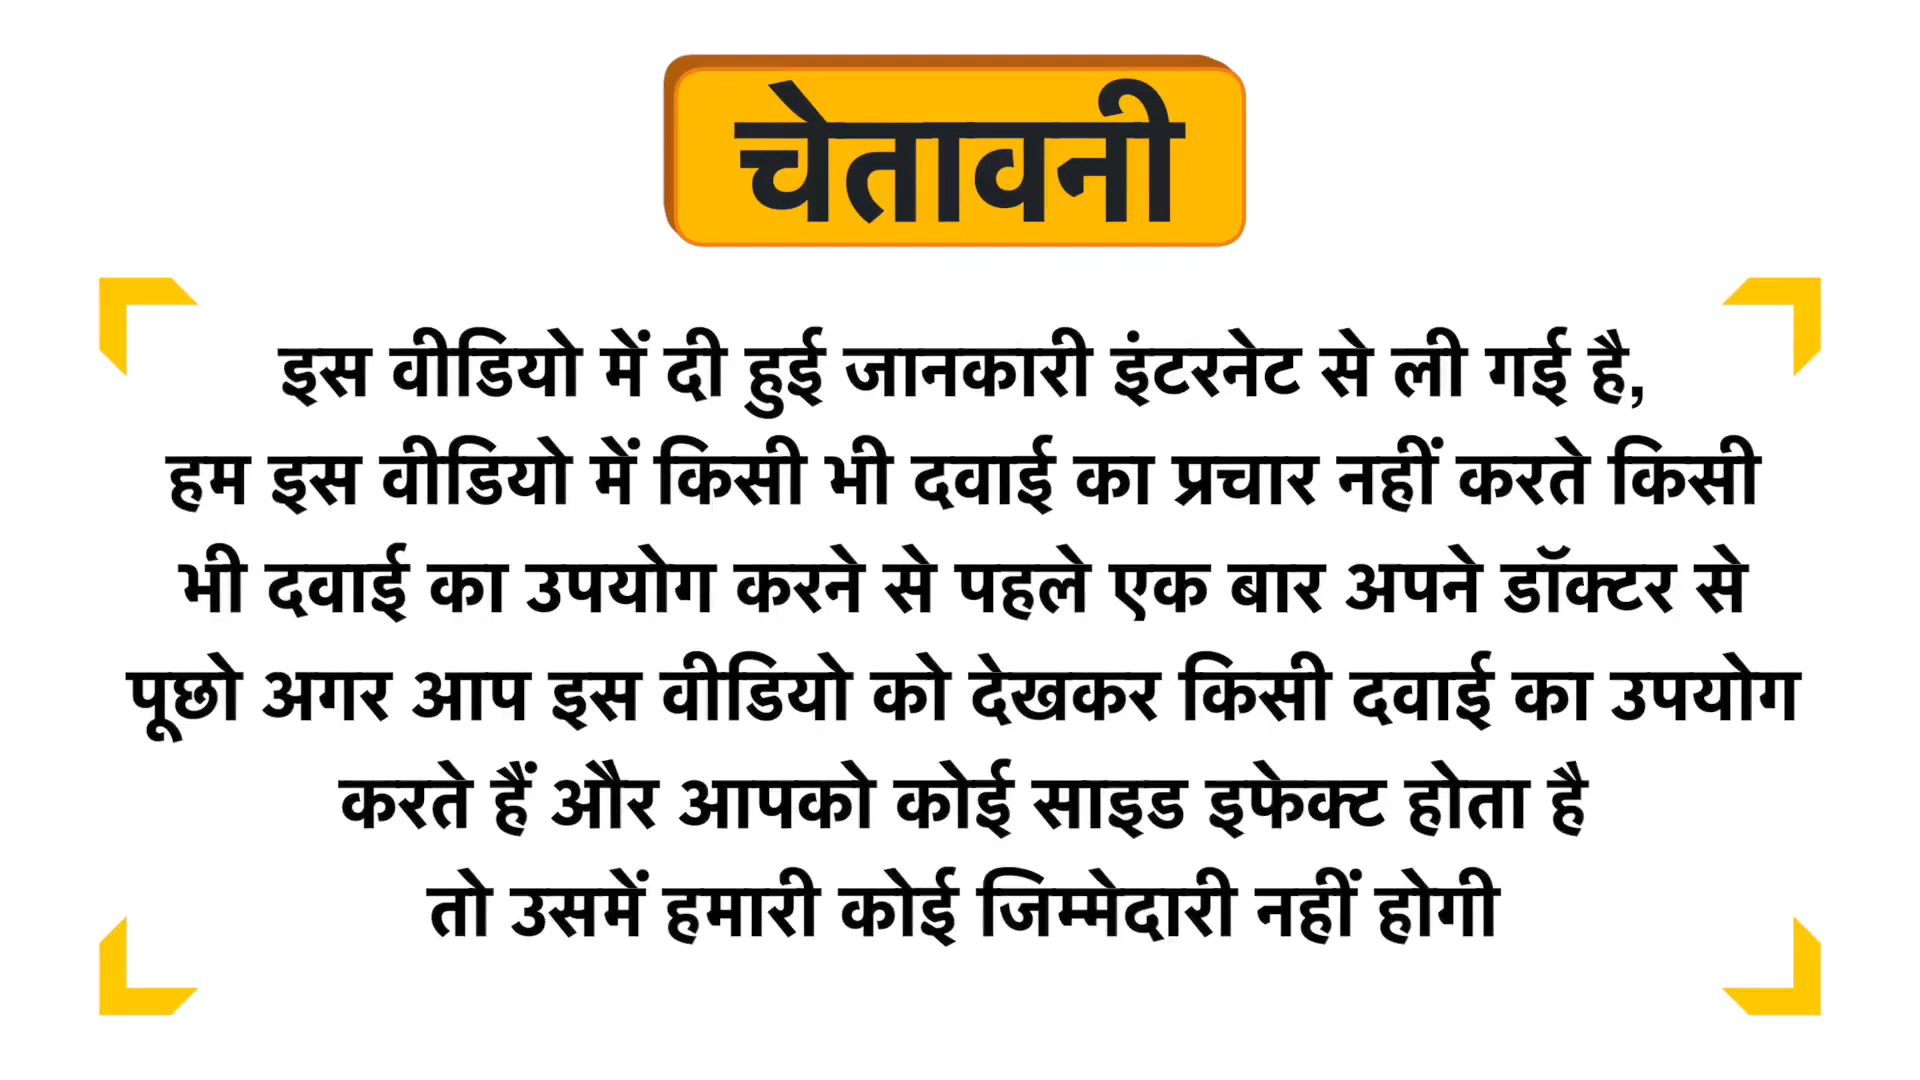 चेतावनी
इस वीडियो में दी हुई जानकारी इंटरनेट से ली गई है,
हम इस वीडियो में किसी भी दवाई का प्रचार नहीं करते किसी
भी दवाई का उपयोग करने से पहले एक बार अपने डॉक्टर से
पूछो अगर आप इस वीडियो को देखकर किसी दवाई का उपयोग
करते हैं और आपको कोई साइड इफेक्ट होता है
तो उसमें हमारी कोई जिम्मेदारी नहीं होगी